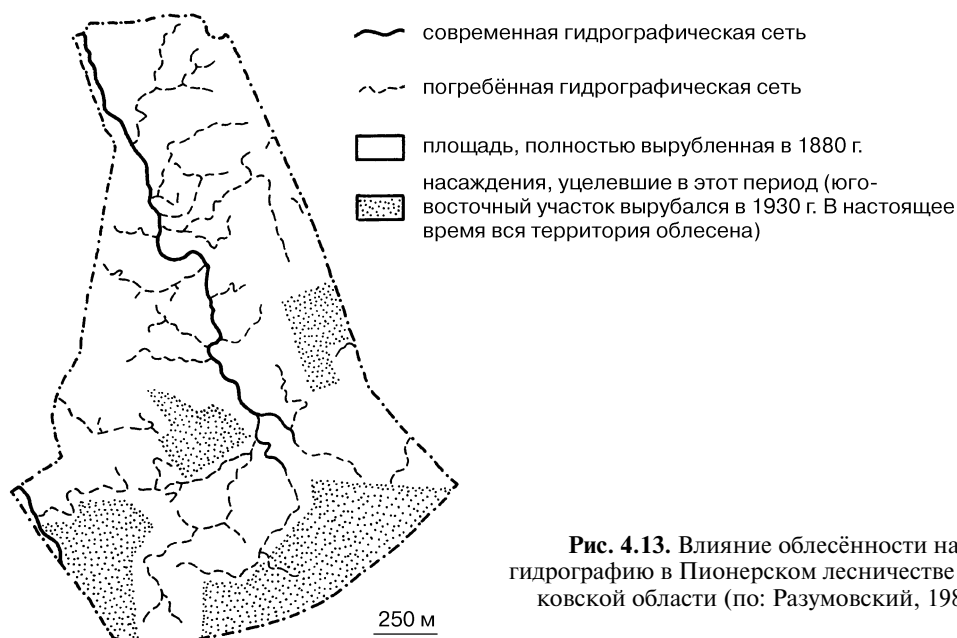 современная гидрографическая сеть
погребённая гидрографическая сеть
площадь, полностью вырубленная в 1880 г.
насаждения, уцелевшие в этот период (юго-
восточный участок вырубался в 1930 г. В настоящее
время вся территория облесена)
250 м
Рис. 4.13. Влияние облесённости на
гидрографию в Пионерском лесничестве
ковской области (по: Разумовский, 198